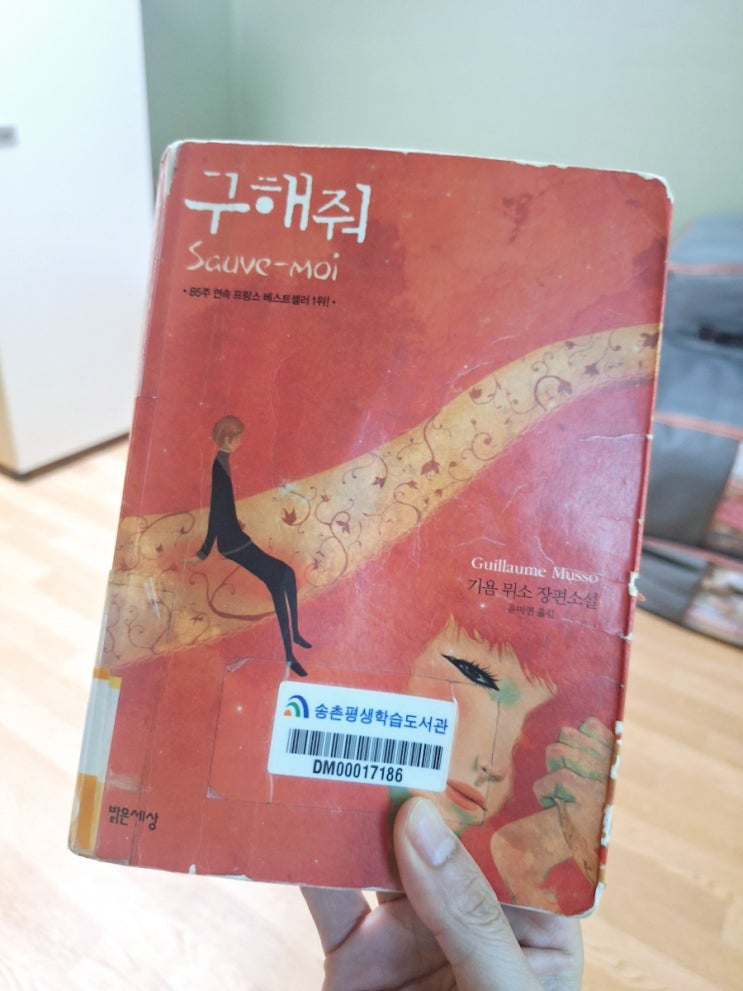 구해줘
Sauve-moi
• 85주 연속 프랑스 베스트셀러 1위! •
Guillaume Musso
기욤 뮈소 장편소설
윤미연 옮김
송촌평생학습도서관
DM00017186
밝은세상